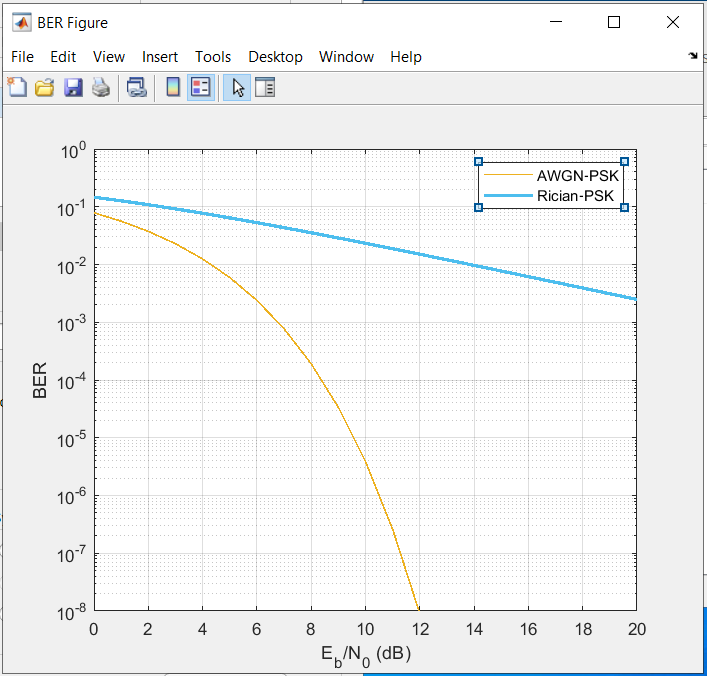 BER Figure
File Edit View Insert Tools Desktop Window Help
AWGN-PSK
Rician-PSK
10^0
10^-1
10^-2
10^-3
10^-4
10^-5
10^-6
10^-7
10^-8
BER
0 2 4 6 8 10 12 14 16 18 20
E_b/N_0 (dB)